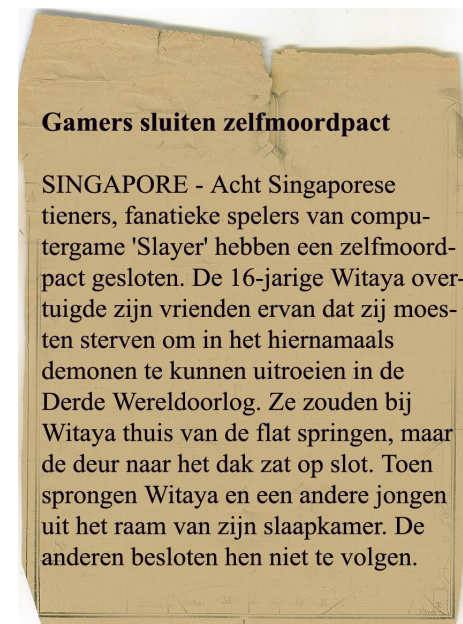 Gamers sluiten zelfmoordpact
SINGAPORE - Acht Singaporese
tieners, fanatieke spelers van compu-
tergame 'Slayer' hebben een zelfmoord-
pact gesloten. De 16-jarige Witaya over-
tuigde zijn vrienden ervan dat zij moes-
ten sterven om in het hiernamaals
demonen te kunnen uitroeien in de
Derde Wereldoorlog. Ze zouden bij
Witaya thuis van de flat springen, maar
de deur naar het dak zat op slot. Toen
sprongen Witaya en een andere jongen
uit het raam van zijn slaapkamer. De
anderen besloten hen niet te volgen.